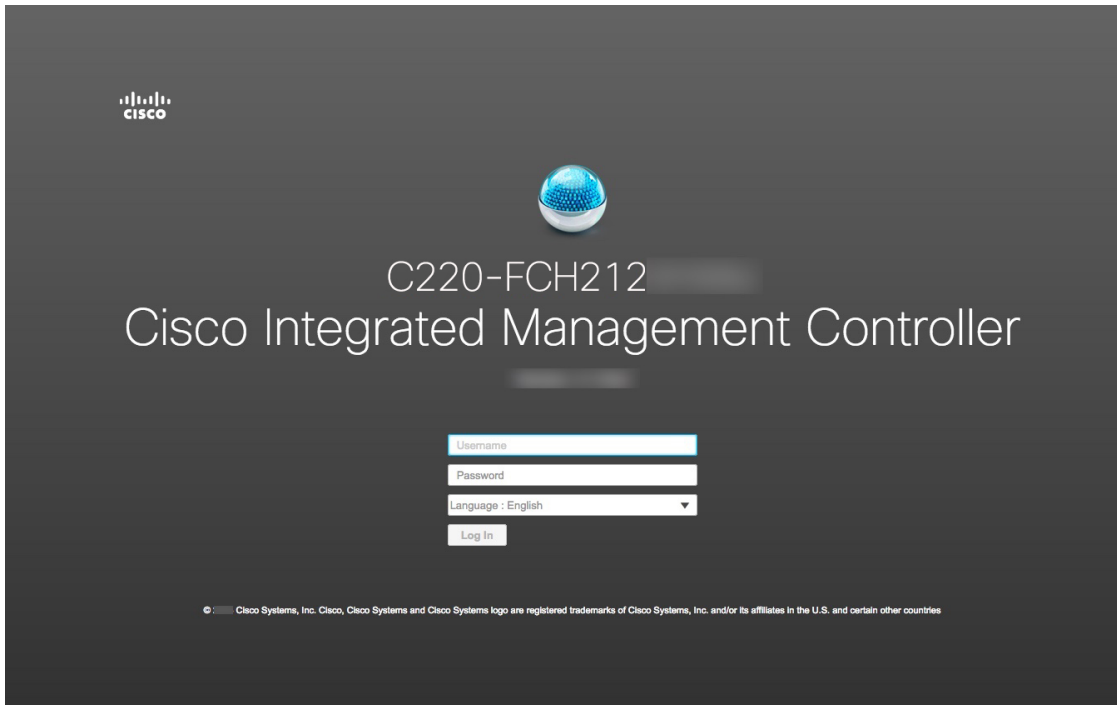 CISCO
C220-FCH212
Cisco Integrated Management Controller
Username
Password
Language : English
Log In
© Cisco Systems, Inc. Cisco, Cisco Systems and Cisco Systems logo are registered trademarks of Cisco Systems, Inc. and/or its affiliates in the U.S. and certain other countries